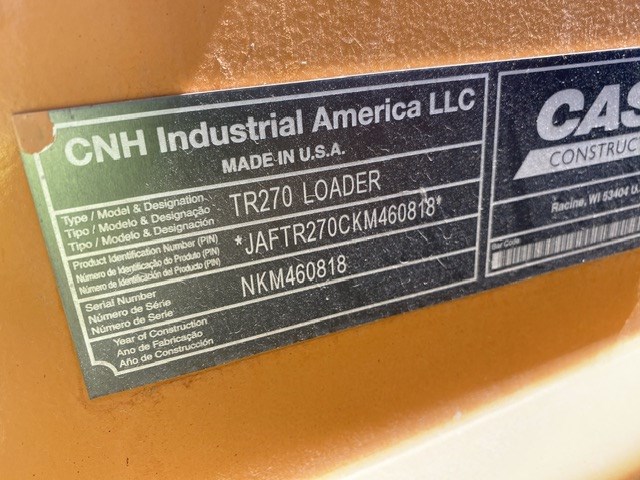 CNH Industrial America LLC
MADE IN U.S.A.
Type / Model & Designation
Tipo / Modelo & Designação
Tipo / Modelo & Designación
TR270 LOADER
Product Identification Number (PIN)
Número de Identificação do Produto (PIN)
Número de Identificación del Producto (PIN)
*JAFTR270CKM460818*
Serial Number
Número de Série
Número de Serie
NKM460818
Year of Construction
Ano de Fabricação
Año de Construcción
CAS
CONSTRUC
Racine, WI 53404 U
Bar Code